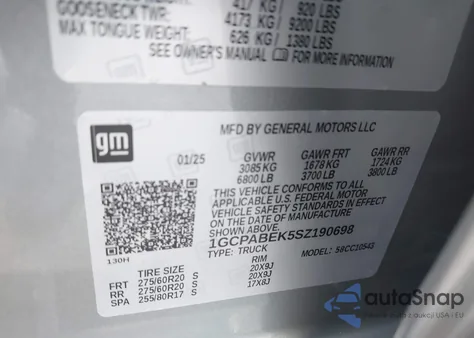 417 KG / 920 LBS
GOOSENECK TWR: 4173 KG / 9200 LBS
MAX TONGUE WEIGHT: 626 KG / 1380 LBS
SEE OWNER'S MANUAL FOR MORE INFORMATION
gm
MFD BY GENERAL MOTORS LLC
01/25 GVWR GAWR FRT GAWR RR
3085 KG 1678 KG 1724 KG
6800 LB 3700 LB 3800 LB
THIS VEHICLE CONFORMS TO ALL
APPLICABLE U.S. FEDERAL MOTOR
VEHICLE SAFETY STANDARDS IN EFFECT
ON THE DATE OF MANUFACTURE
SHOWN ABOVE.
1GCPABEK5SZ190698
TYPE: TRUCK MODEL: 58CC10543
130H
TIRE SIZE RIM
FRT 275/60R20 S 20X9J
RR 275/60R20 S 20X9J
SPA 255/80R17 S 17X8J
autoSnap